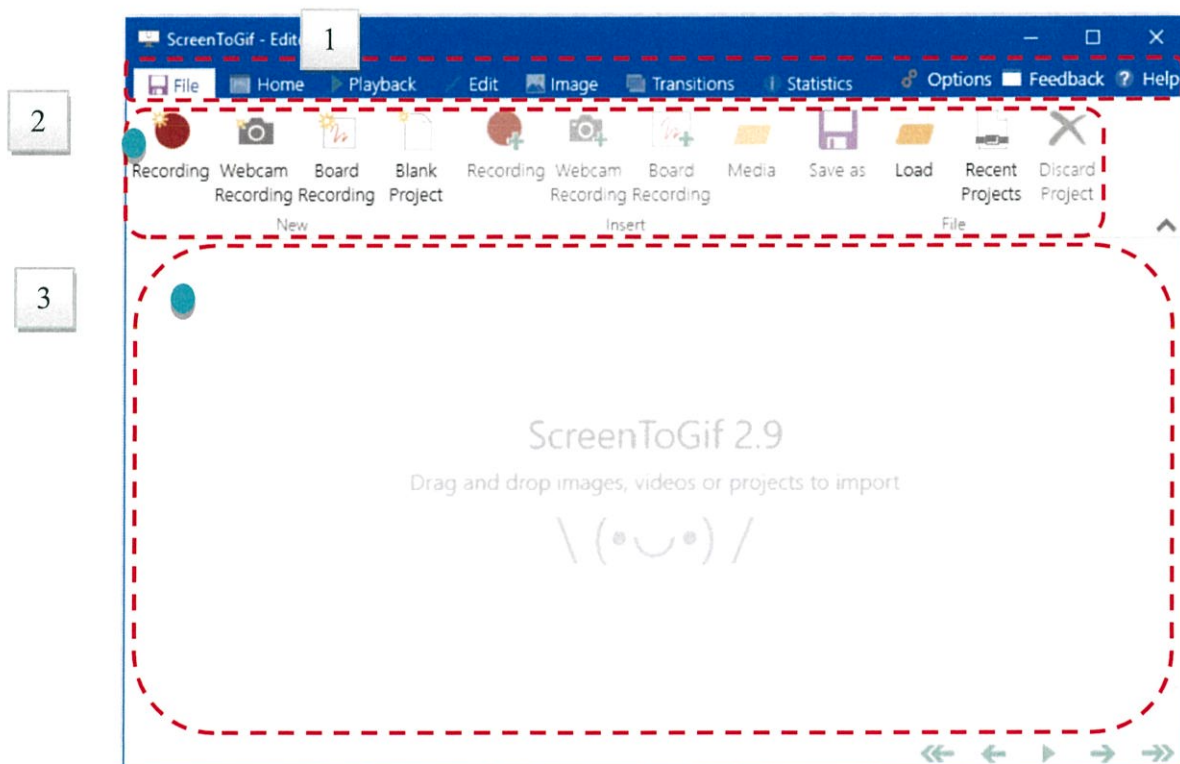 1
ScreenToGif - Edito
File Home Playback Edit Image Transitions Statistics Options Feedback ? Help
2
Recording Webcam Recording Board Recording Blank Project Recording Webcam Recording Board Recording Media Save as Load Recent Projects Discard Project
New Insert File
3
ScreenToGif 2.9
Drag and drop images, videos or projects to import
\ (•◡•) /